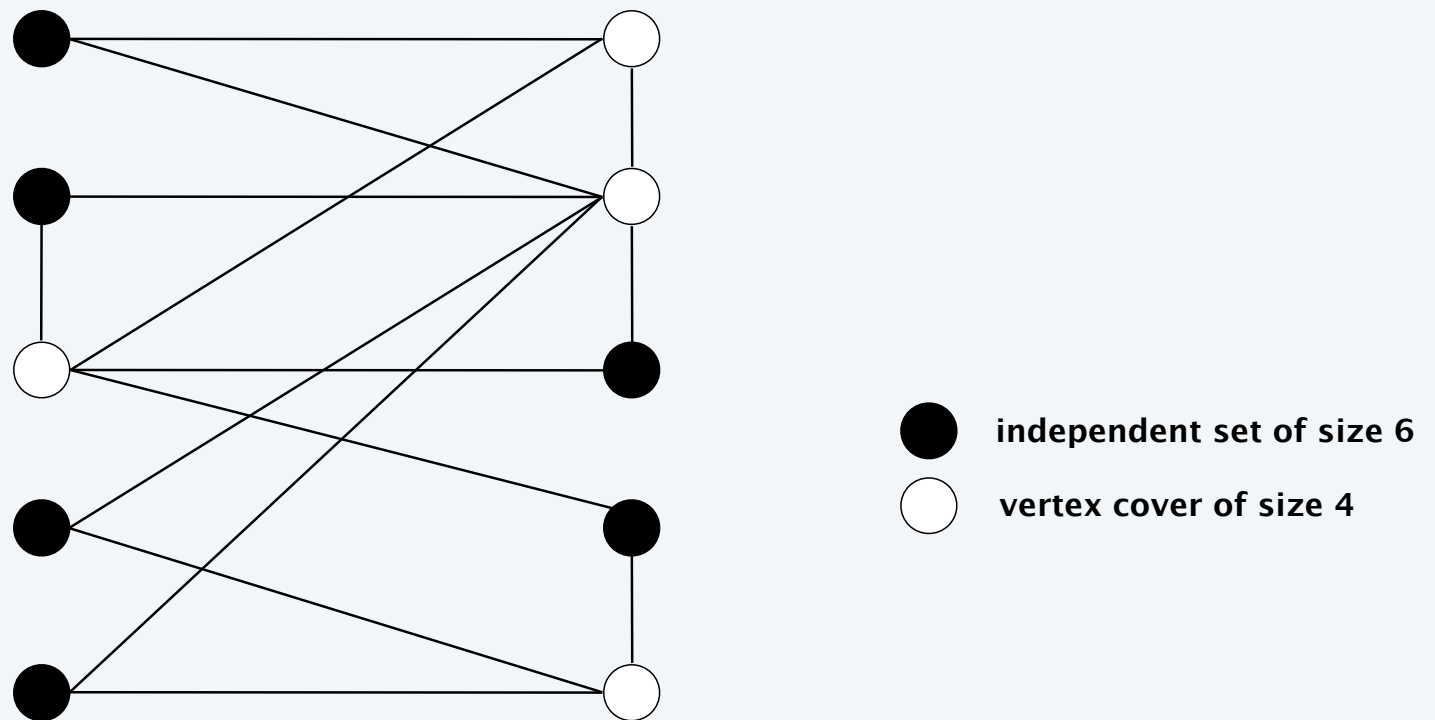 independent set of size 6
vertex cover of size 4